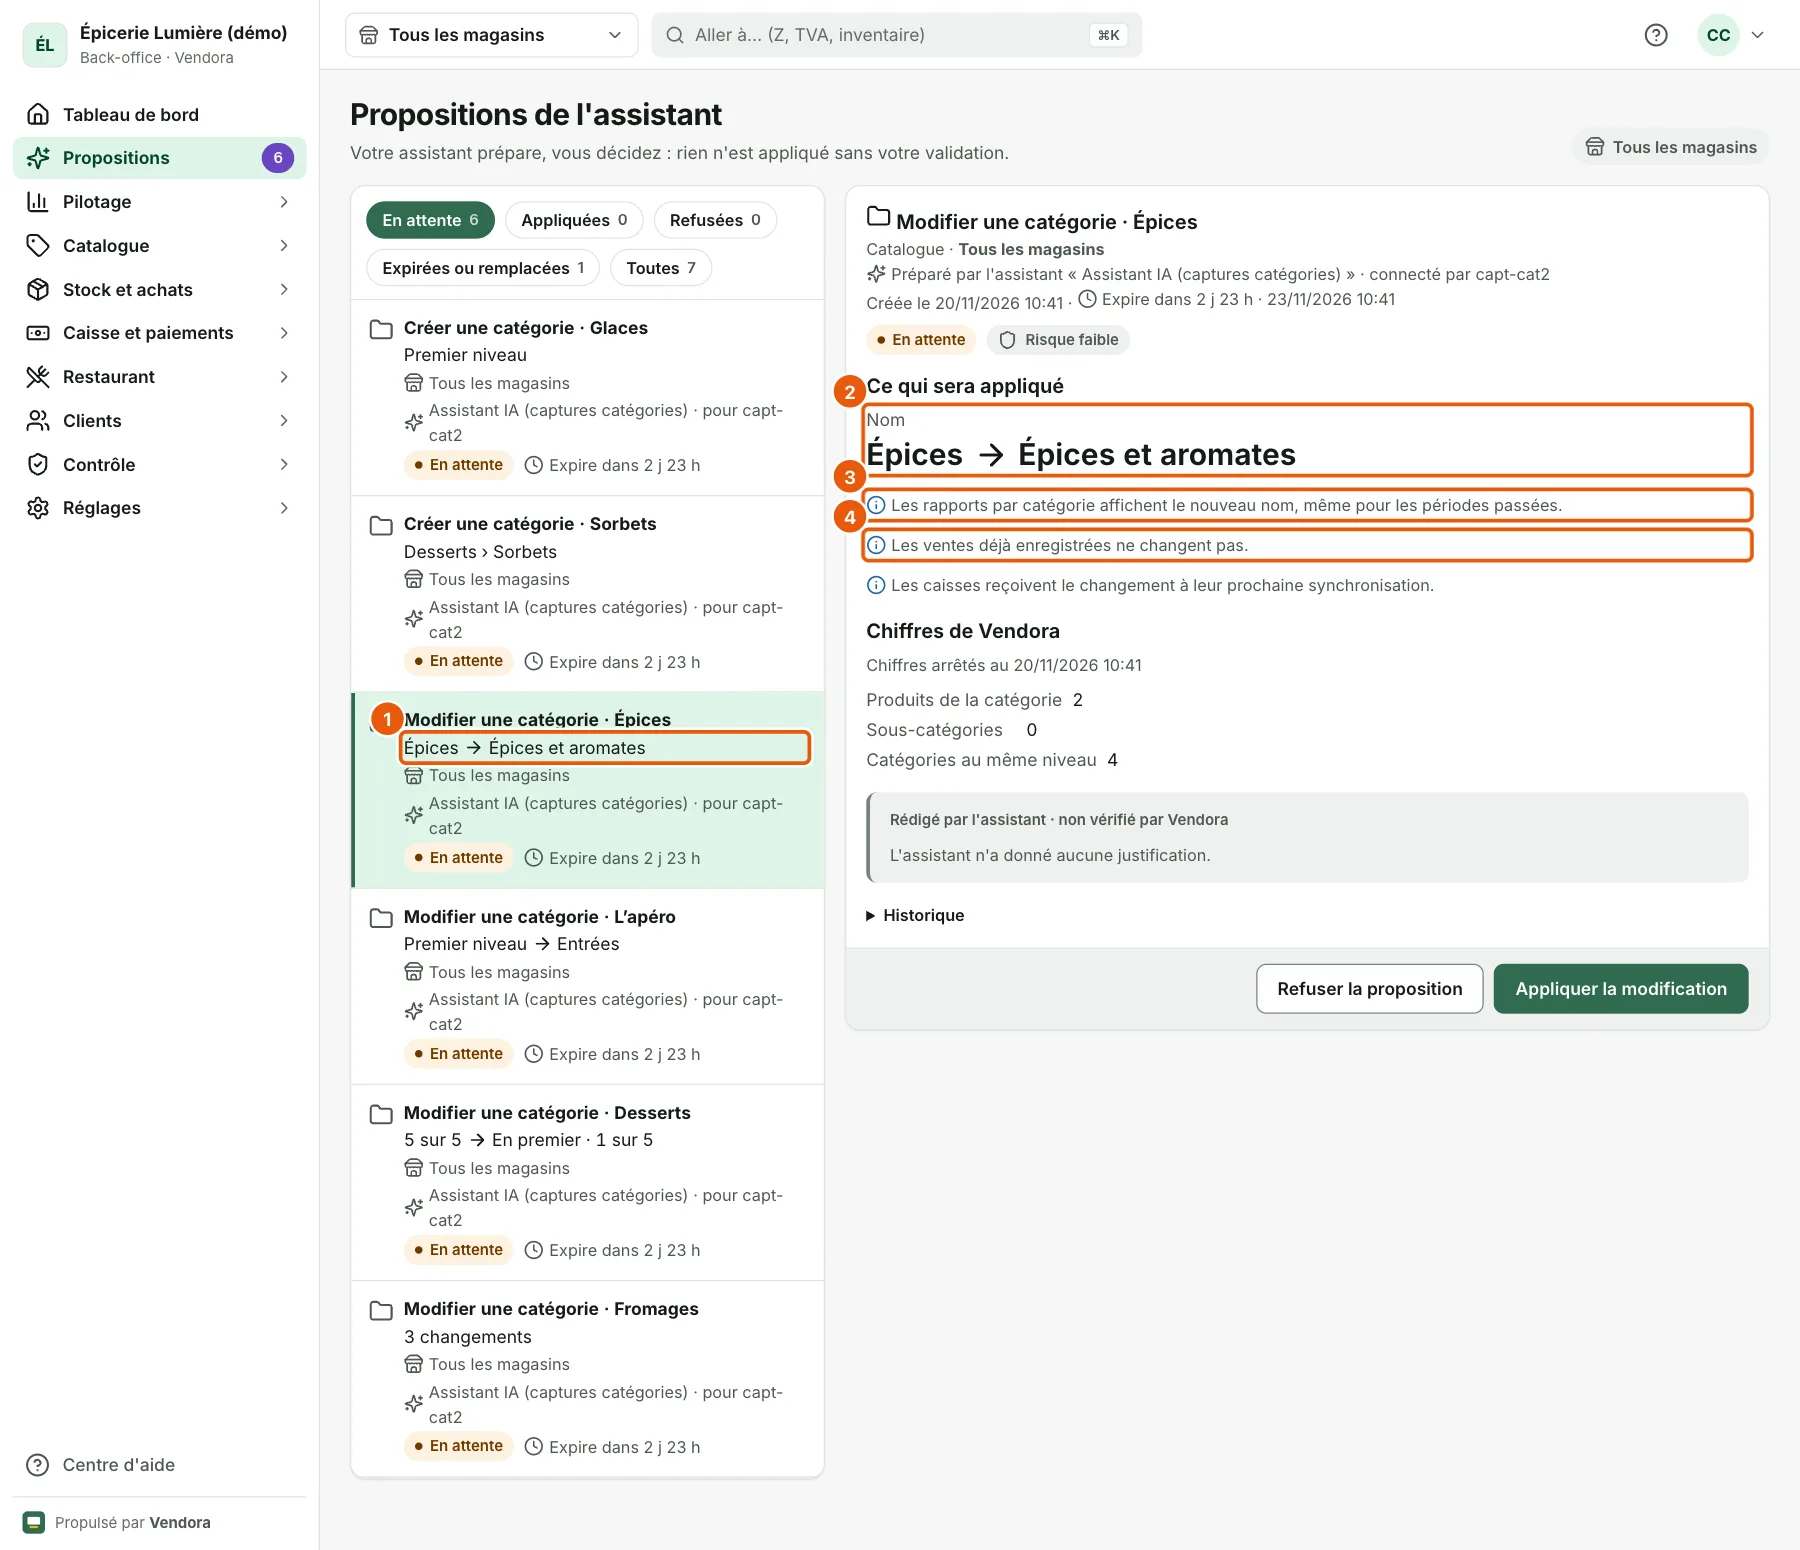 ÉL
Épicerie Lumière (démo)
Back-office · Vendora
Tableau de bord
Propositions 6
Pilotage
Catalogue
Stock et achats
Caisse et paiements
Restaurant
Clients
Contrôle
Réglages
Centre d'aide
Propulsé par Vendora
Tous les magasins
Aller à... (Z, TVA, inventaire)
⌘K
CC
Propositions de l'assistant
Votre assistant prépare, vous décidez : rien n'est appliqué sans votre validation.
Tous les magasins
En attente 6
Appliquées 0
Refusées 0
Expirées ou remplacées 1
Toutes 7
Créer une catégorie · Glaces
Premier niveau
Tous les magasins
Assistant IA (captures catégories) · pour capt-
cat2
En attente
Expire dans 2 j 23 h
Créer une catégorie · Sorbets
Desserts › Sorbets
Tous les magasins
Assistant IA (captures catégories) · pour capt-
cat2
En attente
Expire dans 2 j 23 h
1
Modifier une catégorie · Épices
Épices → Épices et aromates
Tous les magasins
Assistant IA (captures catégories) · pour capt-
cat2
En attente
Expire dans 2 j 23 h
Modifier une catégorie · L’apéro
Premier niveau → Entrées
Tous les magasins
Assistant IA (captures catégories) · pour capt-
cat2
En attente
Expire dans 2 j 23 h
Modifier une catégorie · Desserts
5 sur 5 → En premier · 1 sur 5
Tous les magasins
Assistant IA (captures catégories) · pour capt-
cat2
En attente
Expire dans 2 j 23 h
Modifier une catégorie · Fromages
3 changements
Tous les magasins
Assistant IA (captures catégories) · pour capt-
cat2
En attente
Expire dans 2 j 23 h
Modifier une catégorie · Épices
Catalogue · Tous les magasins
Préparé par l'assistant « Assistant IA (captures catégories) » · connecté par capt-cat2
Créée le 20/11/2026 10:41 · Expire dans 2 j 23 h · 23/11/2026 10:41
En attente
Risque faible
Ce qui sera appliqué
2
Nom
Épices → Épices et aromates
3
Les rapports par catégorie affichent le nouveau nom, même pour les périodes passées.
4
Les ventes déjà enregistrées ne changent pas.
Les caisses reçoivent le changement à leur prochaine synchronisation.
Chiffres de Vendora
Chiffres arrêtés au 20/11/2026 10:41
Produits de la catégorie 2
Sous-catégories 0
Catégories au même niveau 4
Rédigé par l'assistant · non vérifié par Vendora
L'assistant n'a donné aucune justification.
Historique
Refuser la proposition
Appliquer la modification